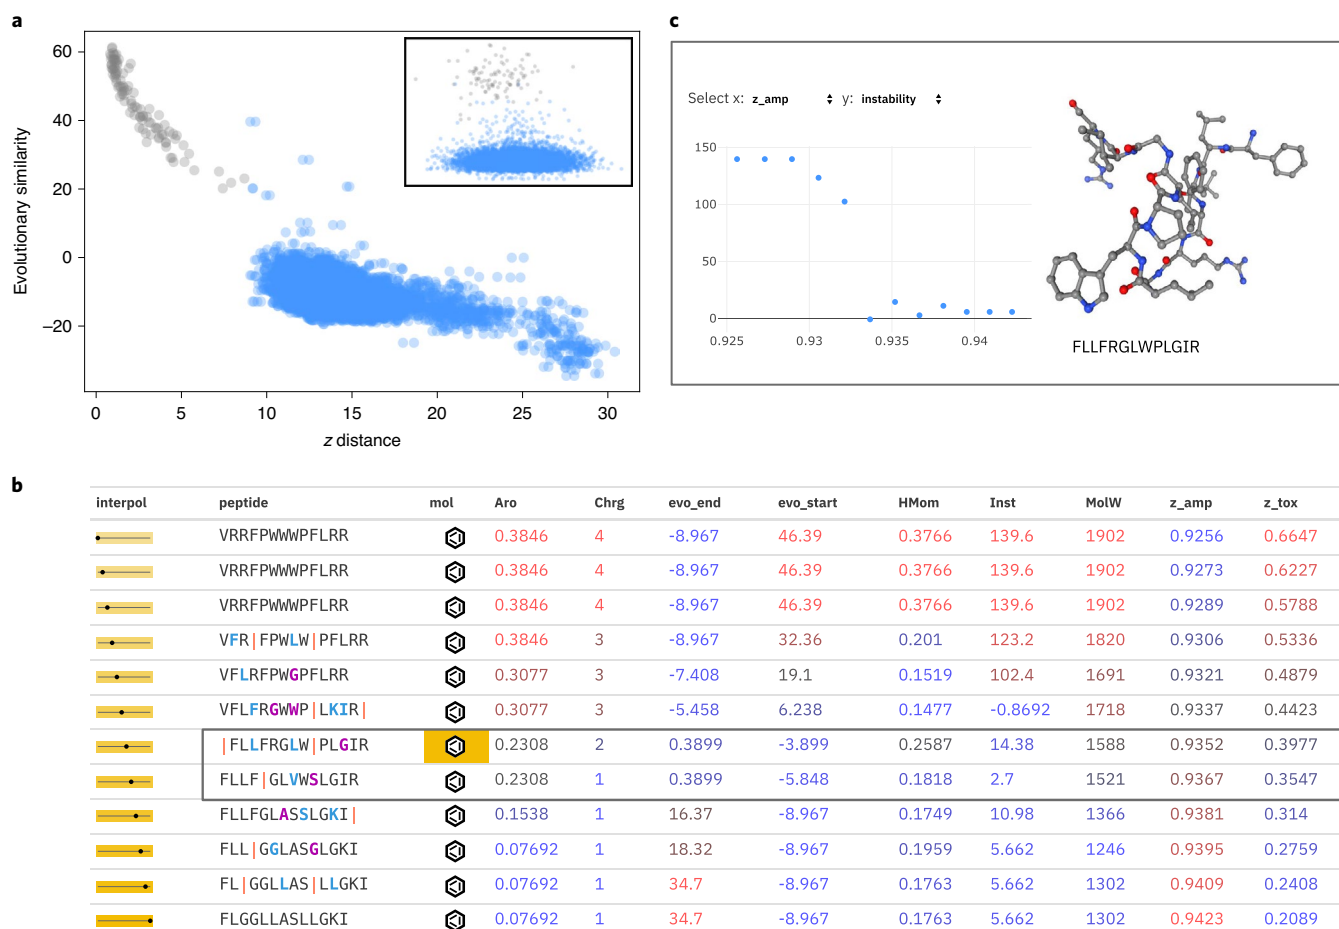 a
60
40
20
0
−20
Evolutionary similarity
0 5 10 15 20 25 30
z distance
c
Select x: z_amp y: instability
150
100
50
0
0.925 0.93 0.935 0.94
FLLFRGLWPLGIR
b
interpol peptide mol Aro Chrg evo_end evo_start HMom Inst MolW z_amp z_tox
VRRFPWWWPFLRR 0.3846 4 -8.967 46.39 0.3766 139.6 1902 0.9256 0.6647
VRRFPWWWPFLRR 0.3846 4 -8.967 46.39 0.3766 139.6 1902 0.9273 0.6227
VRRFPWWWPFLRR 0.3846 4 -8.967 46.39 0.3766 139.6 1902 0.9289 0.5788
VFR|FPWLW|PFLRR 0.3846 3 -8.967 32.36 0.201 123.2 1820 0.9306 0.5336
VFLRFPWGPFLRR 0.3077 3 -7.408 19.1 0.1519 102.4 1691 0.9321 0.4879
VFLFRGWWP|LKIR| 0.3077 3 -5.458 6.238 0.1477 -0.8692 1718 0.9337 0.4423
|FLLFRGLW|PLGIR 0.2308 2 0.3899 -3.899 0.2587 14.38 1588 0.9352 0.3977
FLLF|GLVWSLGIR 0.2308 1 0.3899 -5.848 0.1818 2.7 1521 0.9367 0.3547
FLLFGLASSLGKI| 0.1538 1 16.37 -8.967 0.1749 10.98 1366 0.9381 0.314
FLL|GGLASGLGKI 0.07692 1 18.32 -8.967 0.1959 5.662 1246 0.9395 0.2759
FL|GGLLAS|LLGKI 0.07692 1 34.7 -8.967 0.1763 5.662 1302 0.9409 0.2408
FLGGLLASLLGKI 0.07692 1 34.7 -8.967 0.1763 5.662 1302 0.9423 0.2089